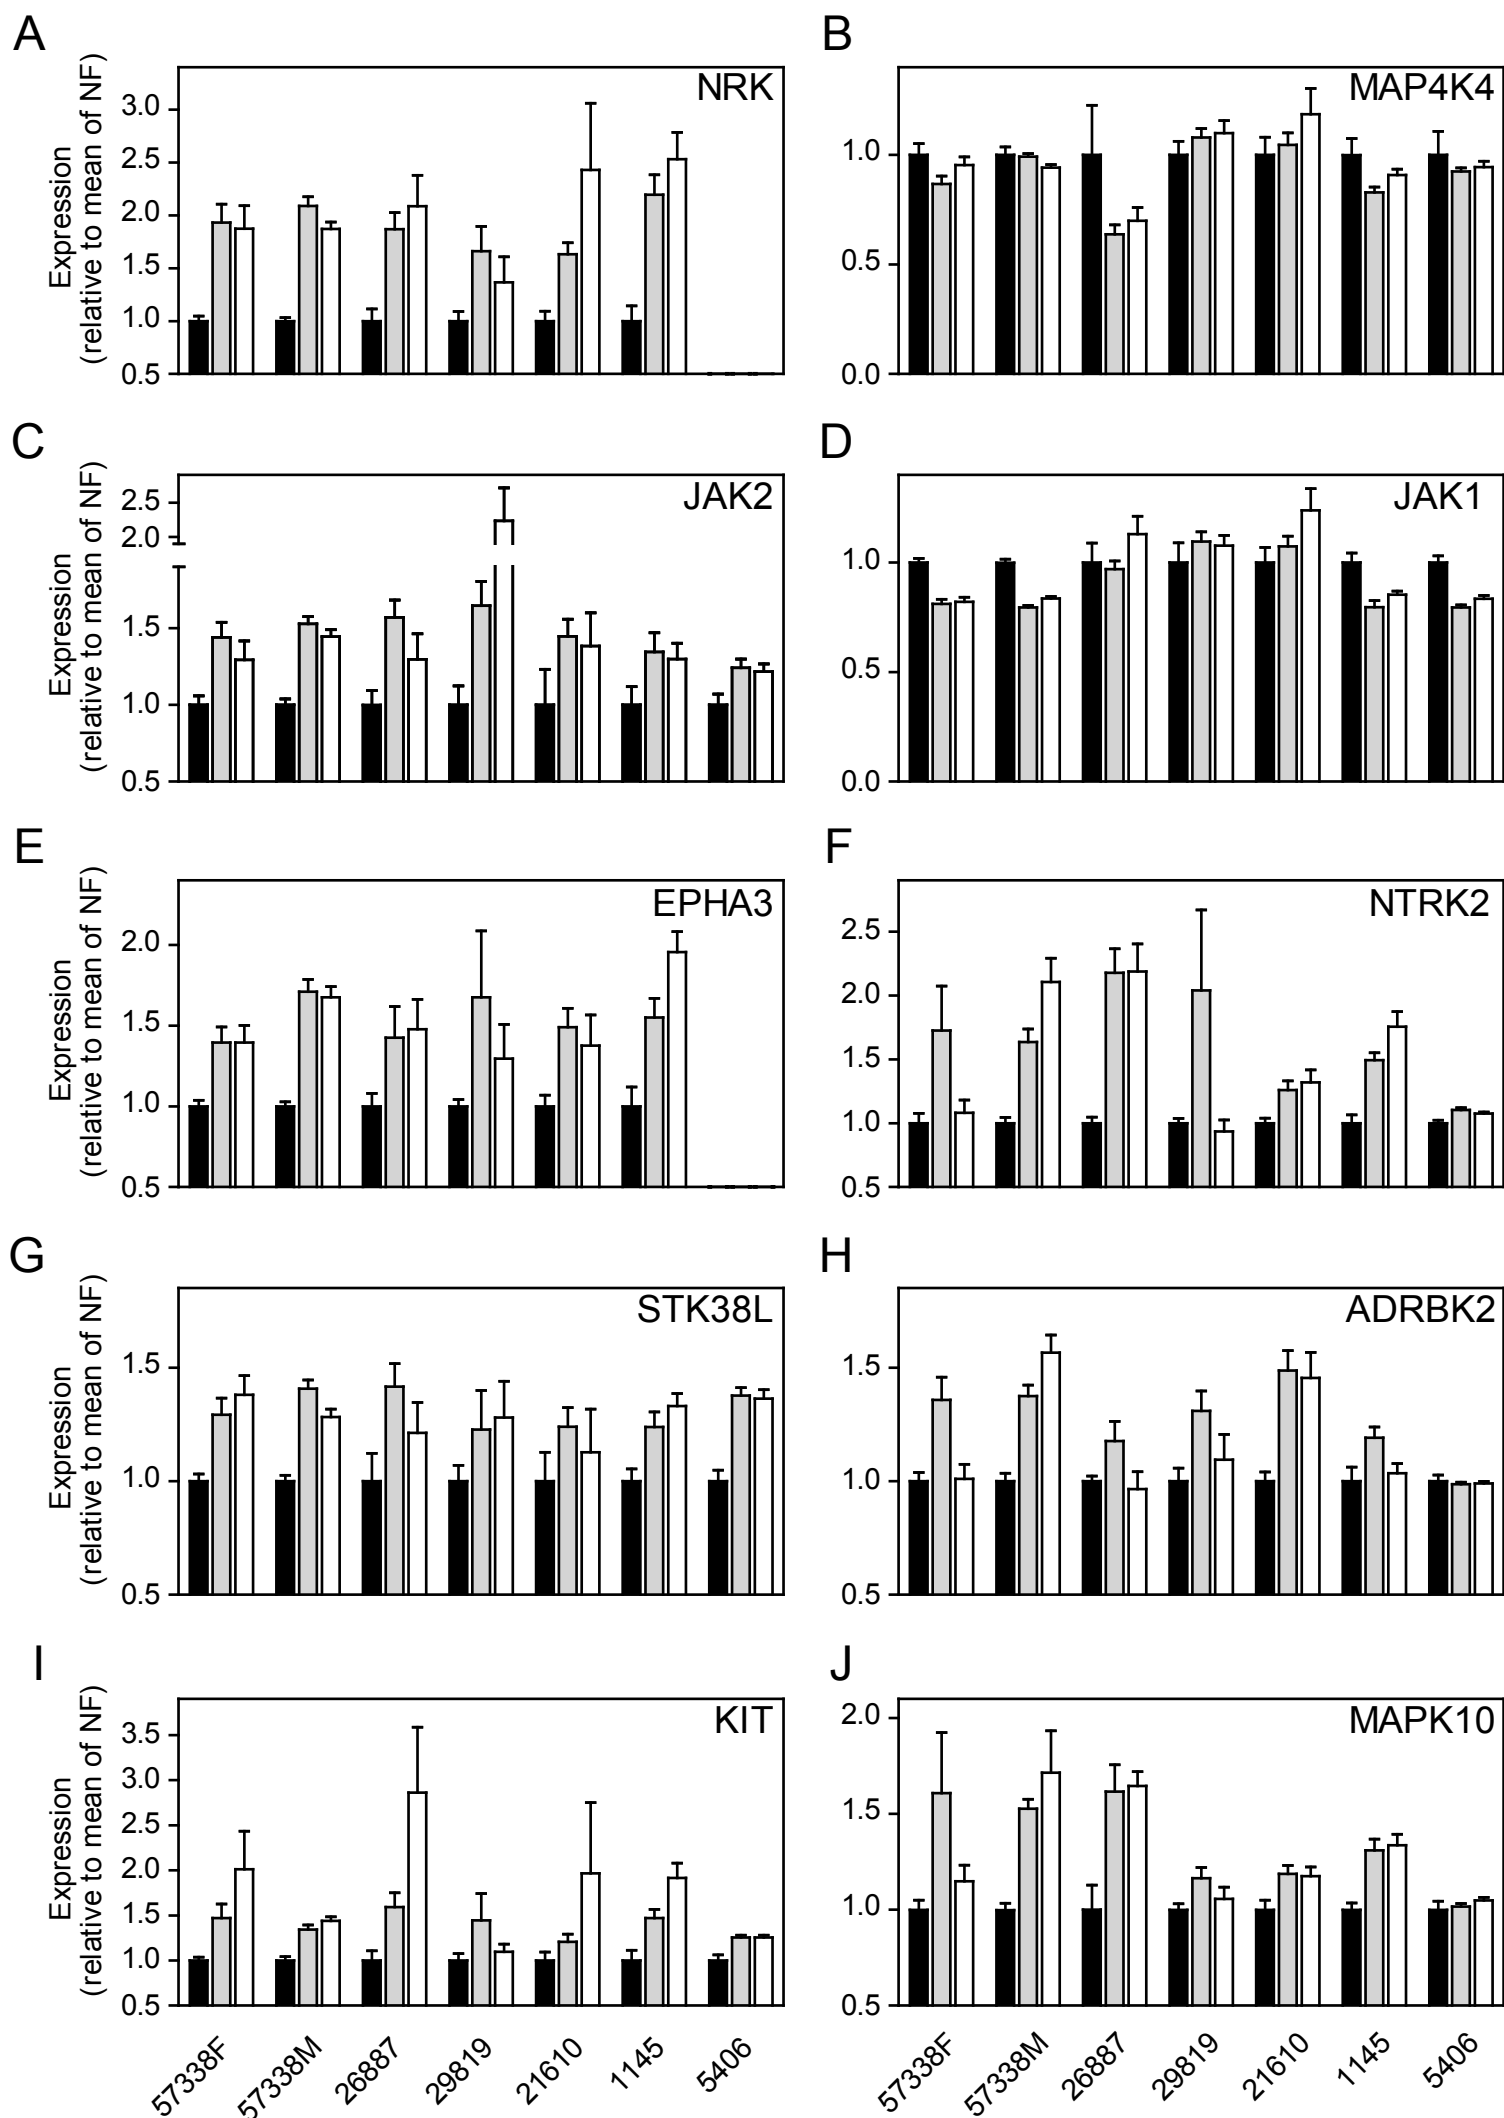 A
B
Expression
(relative to mean of NF)
NRK
3.0
2.5
2.0
1.5
1.0
0.5
MAP4K4
1.0
0.5
0.0
C
D
Expression
(relative to mean of NF)
JAK2
2.5
2.0
1.5
1.0
0.5
JAK1
1.0
0.5
0.0
E
F
Expression
(relative to mean of NF)
EPHA3
2.0
1.5
1.0
0.5
NTRK2
2.5
2.0
1.5
1.0
0.5
G
H
Expression
(relative to mean of NF)
STK38L
1.5
1.0
0.5
ADRBK2
1.5
1.0
0.5
I
J
Expression
(relative to mean of NF)
KIT
3.5
3.0
2.5
2.0
1.5
1.0
0.5
MAPK10
2.0
1.5
1.0
0.5
57338F
57338M
26887
29819
21610
1145
5406
57338F
57338M
26887
29819
21610
1145
5406